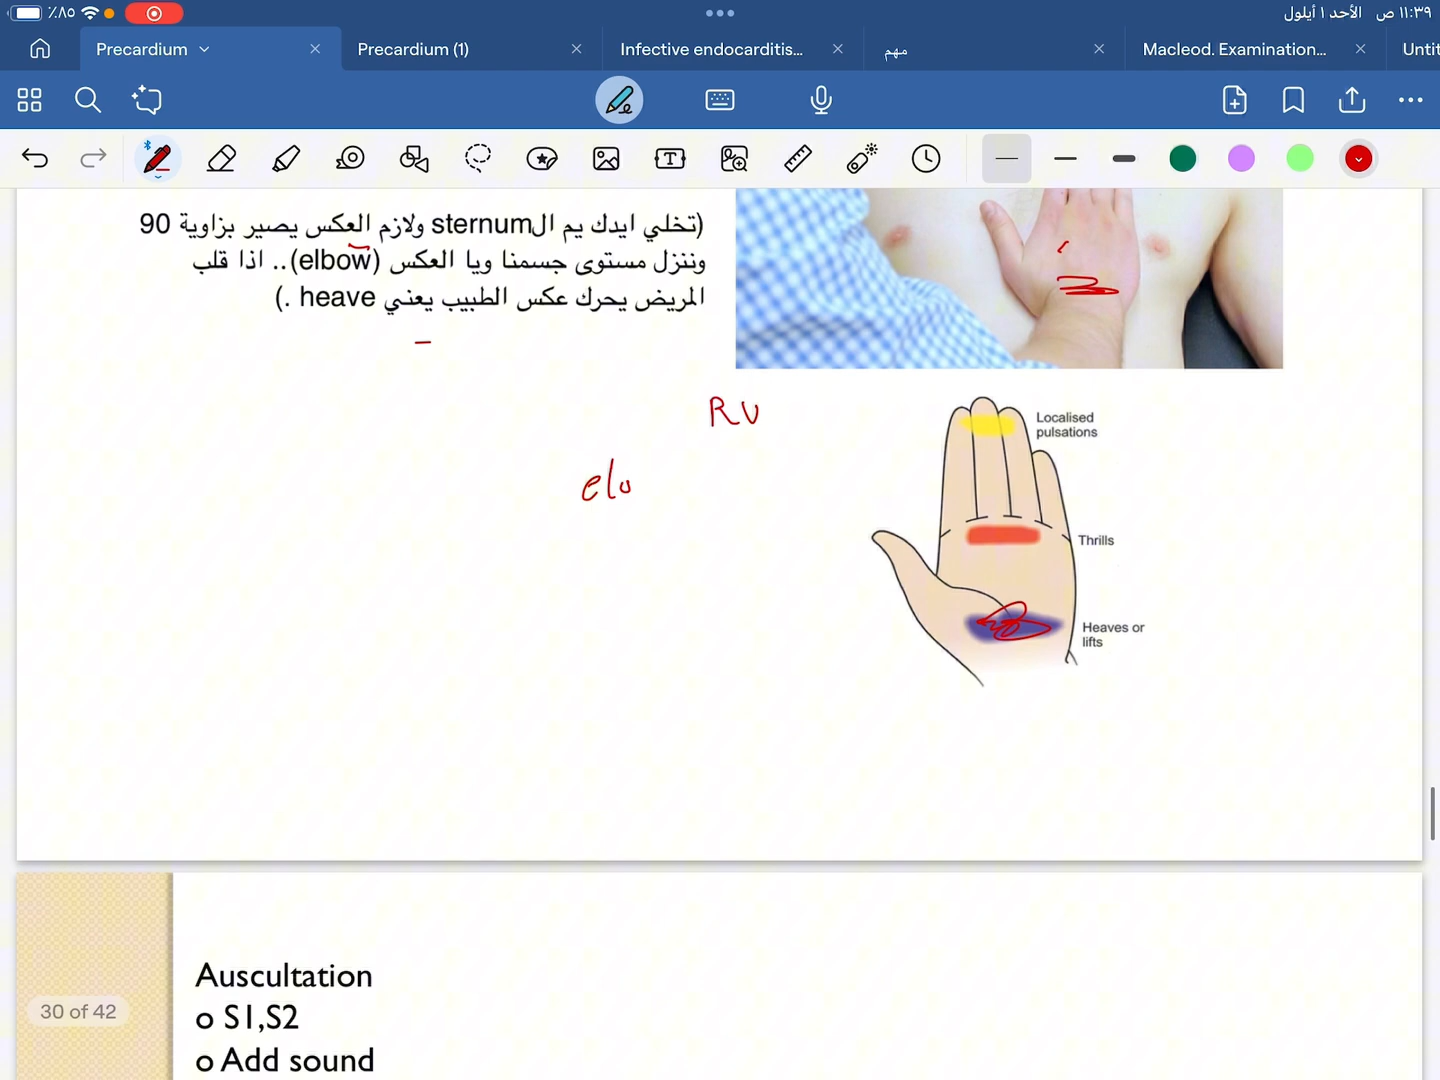 ٪٨٥
الأحد ١ أيلول ١١:٣٩ ص
Precardium
Precardium (1)
Infective endocarditis...
مهم
Macleod. Examination...
Untit
(تخلي ايدك يم الsternum ولازم العكس يصير بزاوية 90
وننزل مستوى جسمنا ويا العكس (elbow).. اذا قلب
المريض يحرك عكس الطبيب يعني heave .)
RV
elo
Localised
pulsations
Thrills
Heaves or
lifts
30 of 42
Auscultation
o S1,S2
o Add sound